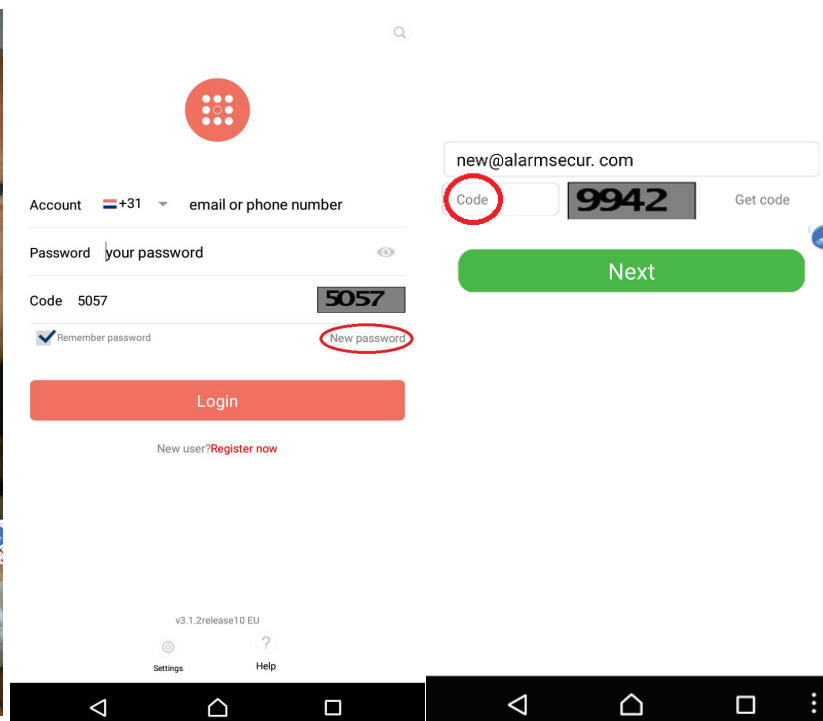 Account +31 email or phone number
Password your password
Code 5057 5057
Remember password New password
Login
New user?Register now
v3.1.2release10 EU
Settings Help
new@alarmsecur. com
Code 9942 Get code
Next